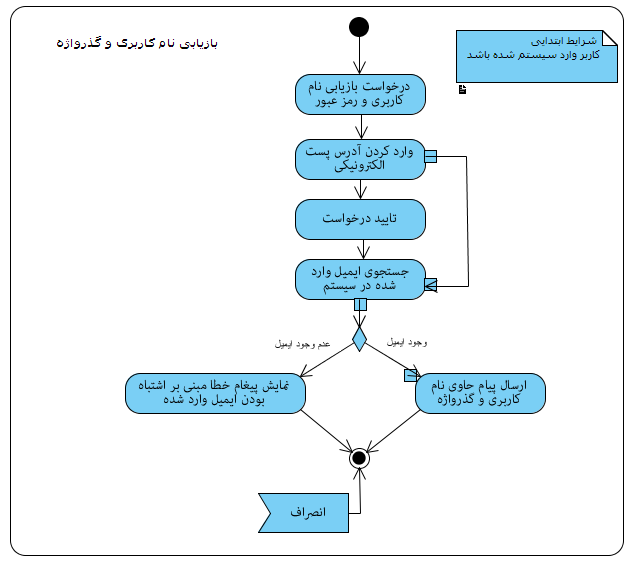 بازیابی نام کاربری و گذرواژه
شرایط ابتدایی
کاربر وارد سیستم شده باشد
درخواست بازیابی نام
کاربری و رمز عبور
وارد کردن آدرس پست
الکترونیکی
تایید درخواست
جستجوی ایمیل وارد
شده در سیستم
وجود ایمیل
عدم وجود ایمیل
ارسال پیام حاوی نام
کاربری و گذرواژه
نمایش پیغام خطا مبنی بر اشتباه
بودن ایمیل وارد شده
انصراف